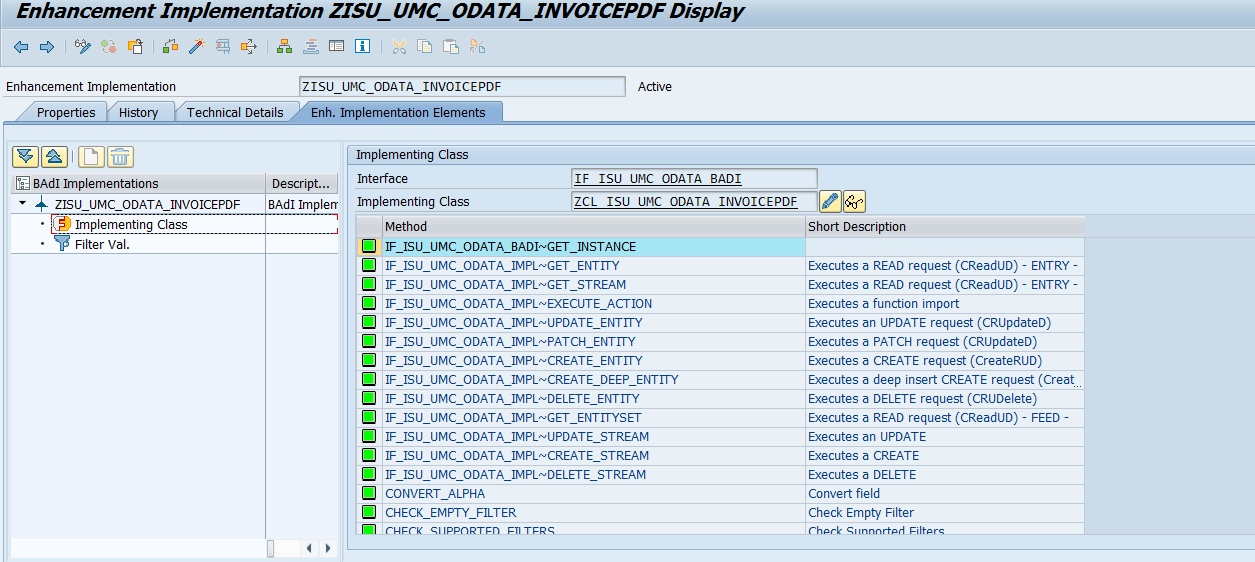 Enhancement Implementation ZISU_UMC_ODATA_INVOICEPDF Display
Enhancement Implementation ZISU_UMC_ODATA_INVOICEPDF Active
Properties History Technical Details Enh. Implementation Elements
BAdI Implementations Descript...
ZISU_UMC_ODATA_INVOICEPDF BAdI Implem
Implementing Class
Filter Val.
Implementing Class
Interface IF_ISU_UMC_ODATA_BADI
Implementing Class ZCL_ISU_UMC_ODATA_INVOICEPDF
Method Short Description
IF_ISU_UMC_ODATA_BADI~GET_INSTANCE
IF_ISU_UMC_ODATA_IMPL~GET_ENTITY Executes a READ request (CReadUD) - ENTRY -
IF_ISU_UMC_ODATA_IMPL~GET_STREAM Executes a READ request (CReadUD) - ENTRY -
IF_ISU_UMC_ODATA_IMPL~EXECUTE_ACTION Executes a function import
IF_ISU_UMC_ODATA_IMPL~UPDATE_ENTITY Executes an UPDATE request (CRUpdateD)
IF_ISU_UMC_ODATA_IMPL~PATCH_ENTITY Executes a PATCH request (CRUpdateD)
IF_ISU_UMC_ODATA_IMPL~CREATE_ENTITY Executes a CREATE request (CreateRUD)
IF_ISU_UMC_ODATA_IMPL~CREATE_DEEP_ENTITY Executes a deep insert CREATE request (Creat...
IF_ISU_UMC_ODATA_IMPL~DELETE_ENTITY Executes a DELETE request (CRUDelete)
IF_ISU_UMC_ODATA_IMPL~GET_ENTITYSET Executes a READ request (CReadUD) - FEED -
IF_ISU_UMC_ODATA_IMPL~UPDATE_STREAM Executes an UPDATE
IF_ISU_UMC_ODATA_IMPL~CREATE_STREAM Executes a CREATE
IF_ISU_UMC_ODATA_IMPL~DELETE_STREAM Executes a DELETE
CONVERT_ALPHA Convert field
CHECK_EMPTY_FILTER Check Empty Filter
CHECK_SUPPORTED_FILTERS Check Supported Filters